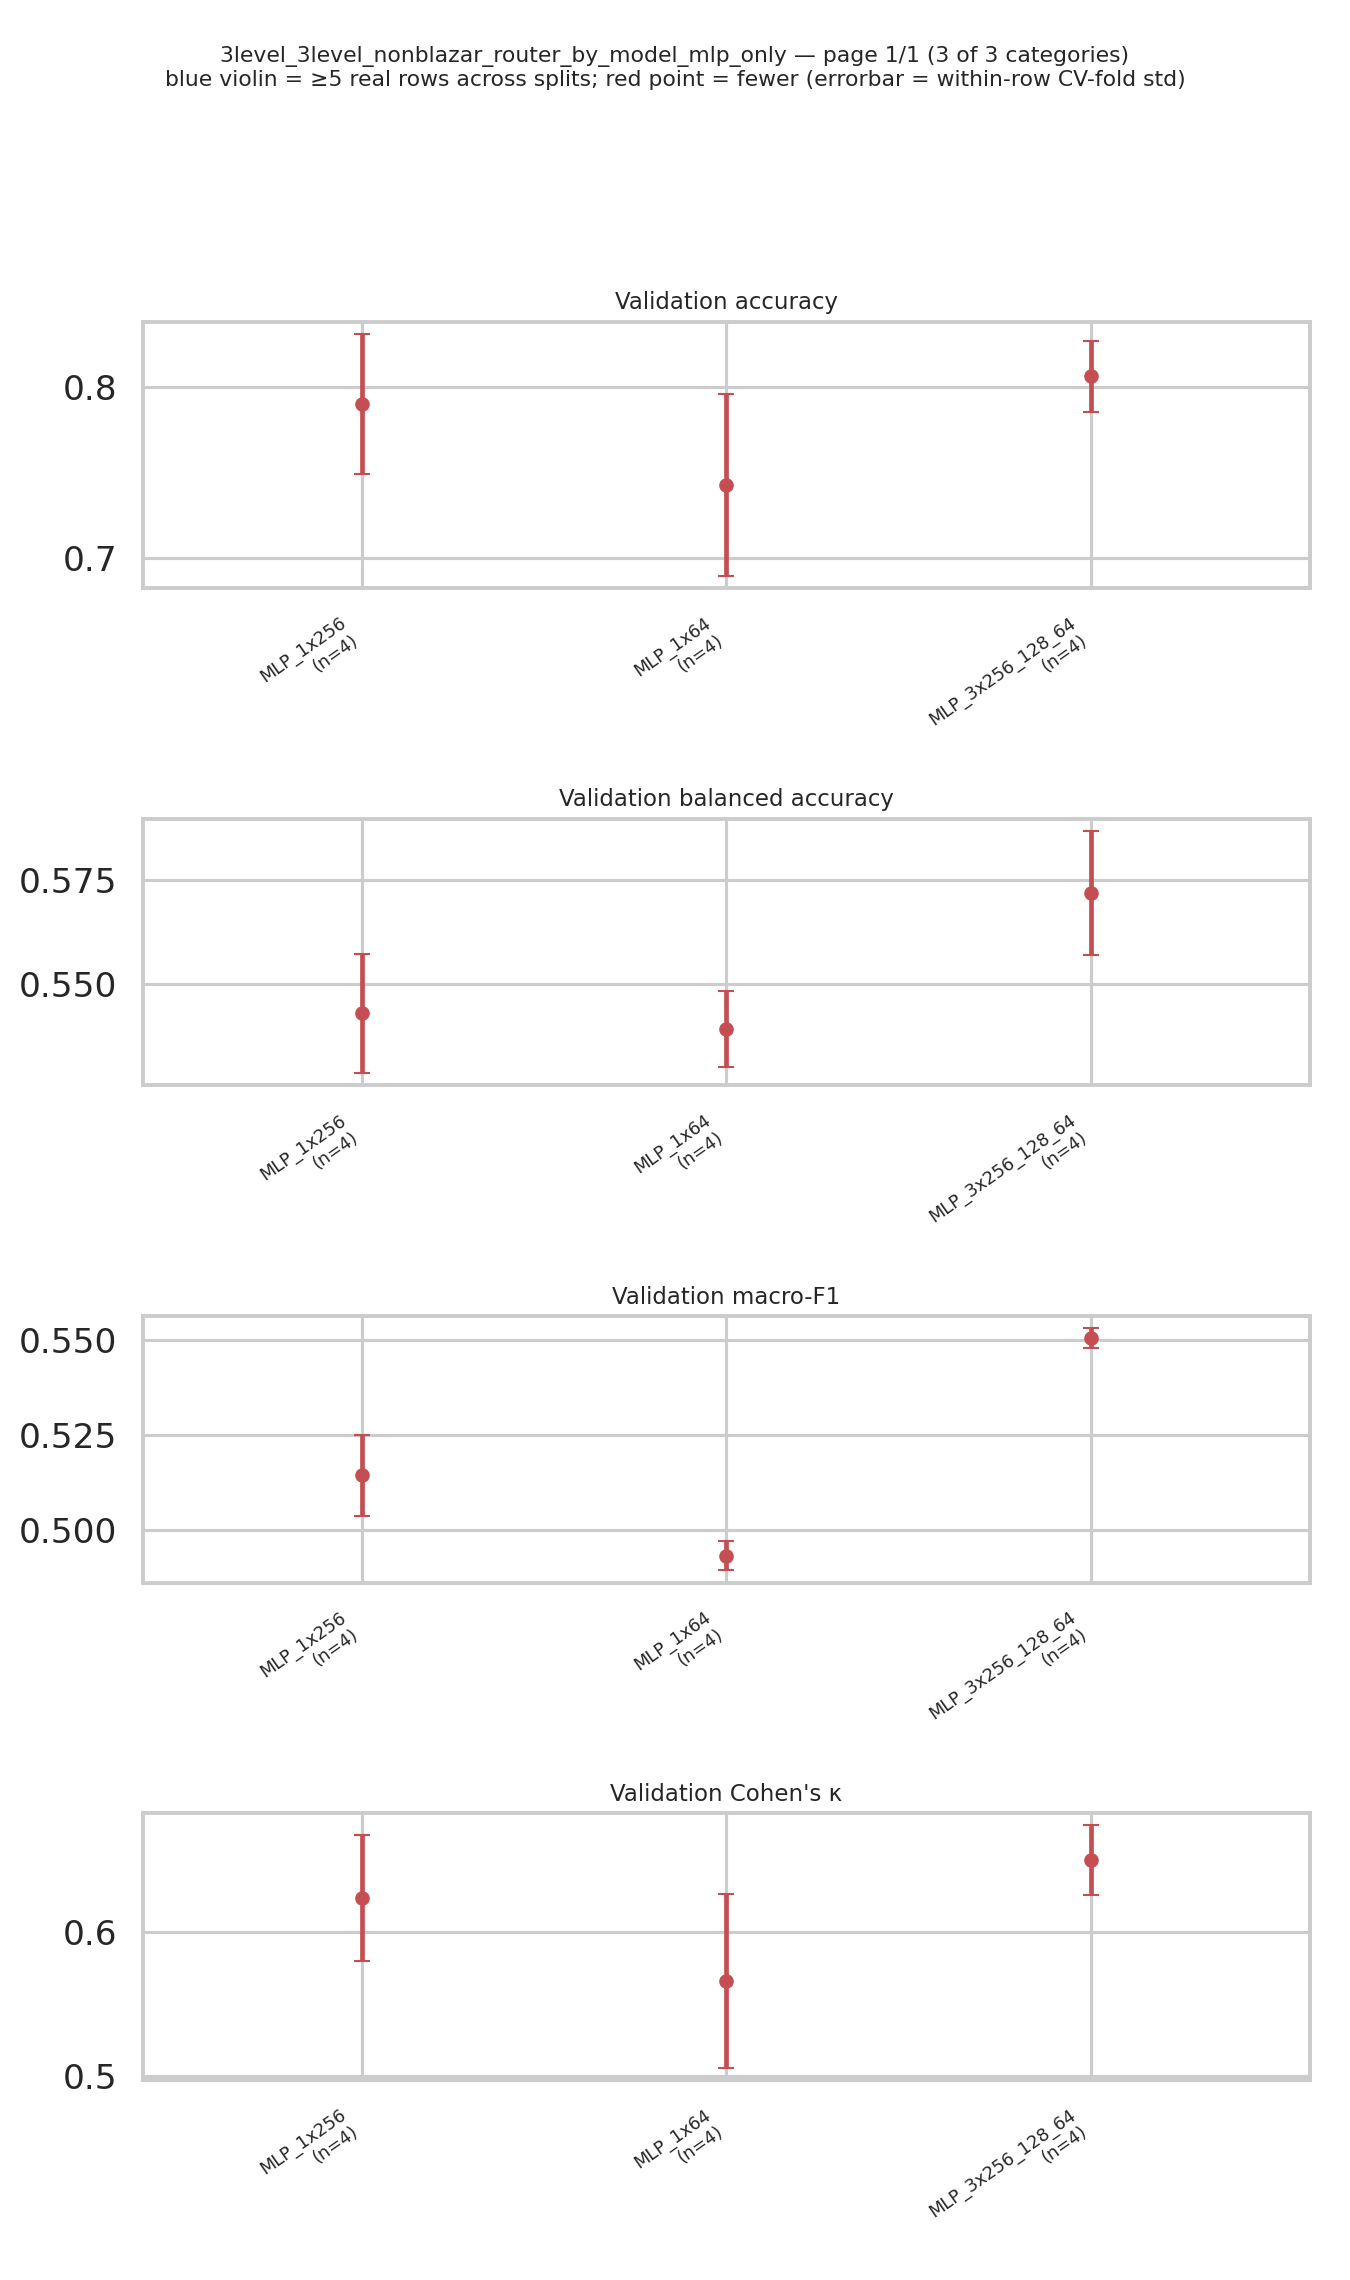 3level_3level_nonblazar_router_by_model_mlp_only — page 1/1 (3 of 3 categories)
blue violin = ≥5 real rows across splits; red point = fewer (errorbar = within-row CV-fold std)
Validation accuracy
0.8
0.7
MLP_1x256
(n=4)
MLP_1x64
(n=4)
MLP_3x256_128_64
(n=4)
Validation balanced accuracy
0.575
0.550
MLP_1x256
(n=4)
MLP_1x64
(n=4)
MLP_3x256_128_64
(n=4)
Validation macro-F1
0.550
0.525
0.500
MLP_1x256
(n=4)
MLP_1x64
(n=4)
MLP_3x256_128_64
(n=4)
Validation Cohen's κ
0.6
0.5
MLP_1x256
(n=4)
MLP_1x64
(n=4)
MLP_3x256_128_64
(n=4)